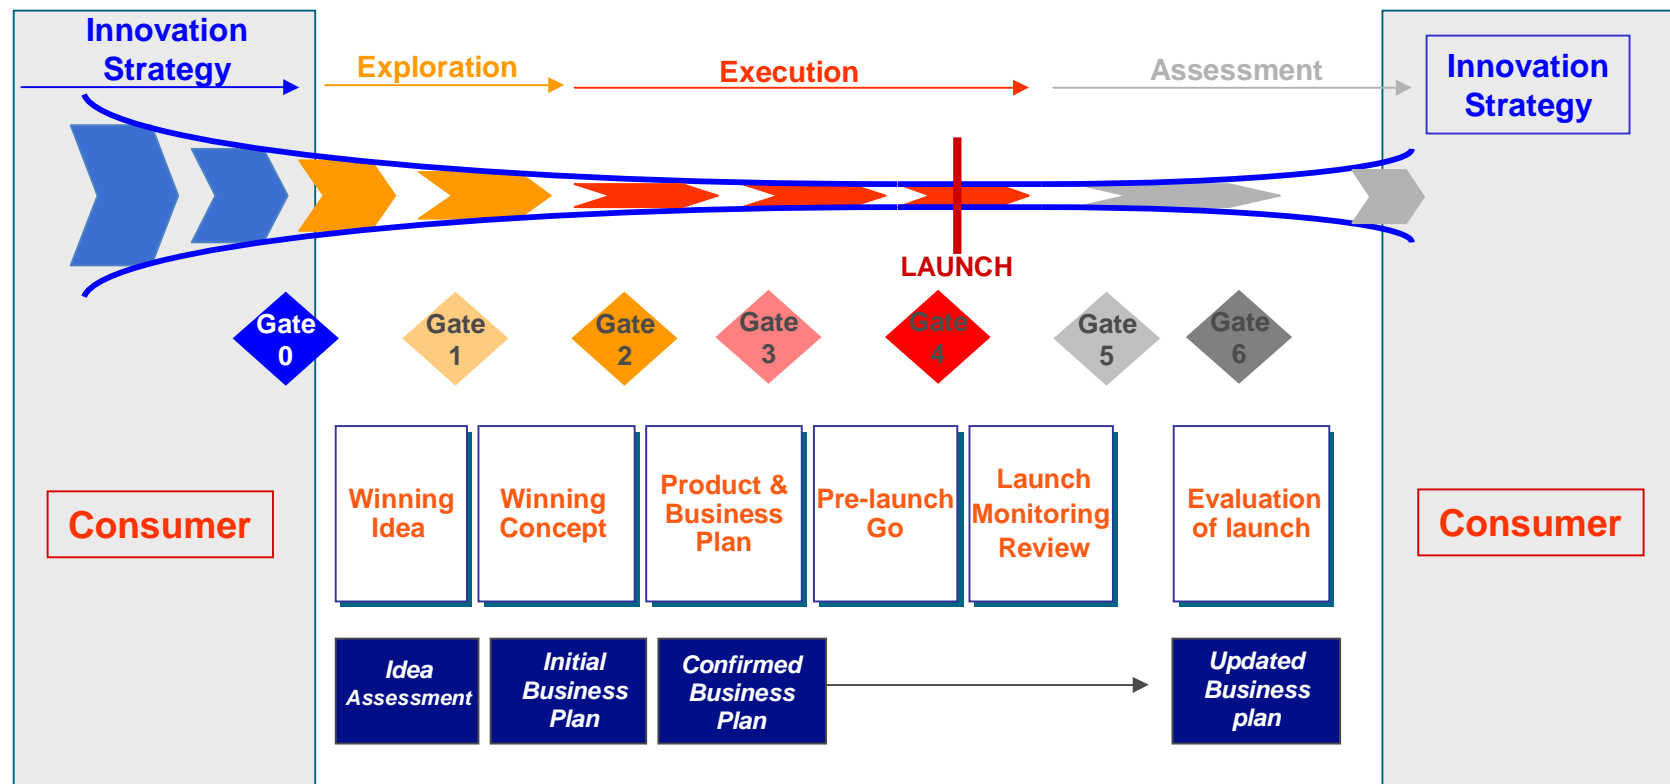 Innovation
Strategy
Exploration
Execution
Assessment
Innovation
Strategy
LAUNCH
Gate
0
Gate
1
Gate
2
Gate
3
Gate
4
Gate
5
Gate
6
Consumer
Winning
Idea
Winning
Concept
Product &
Business
Plan
Pre-launch
Go
Launch
Monitoring
Review
Evaluation
of launch
Consumer
Idea
Assessment
Initial
Business
Plan
Confirmed
Business
Plan
Updated
Business
plan